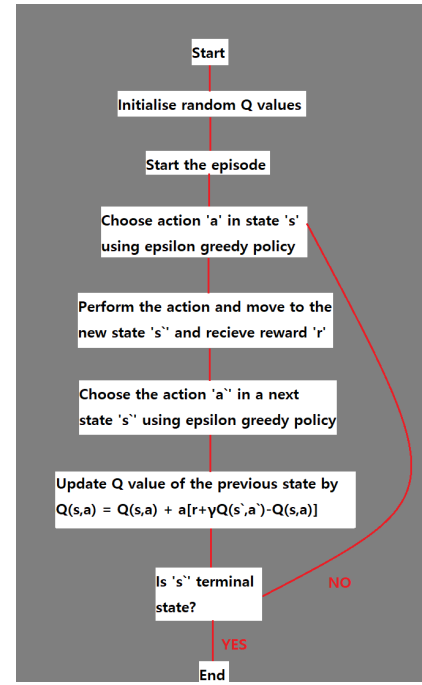 Start
Initialise random Q values
Start the episode
Choose action 'a' in state 's'
using epsilon greedy policy
Perform the action and move to the
new state 's`' and recieve reward 'r'
Choose the action 'a`' in a next
state 's`' using epsilon greedy policy
Update Q value of the previous state by
Q(s,a) = Q(s,a) + a[r+γQ(s`,a`)-Q(s,a)]
Is 's`' terminal
state?
NO
YES
End